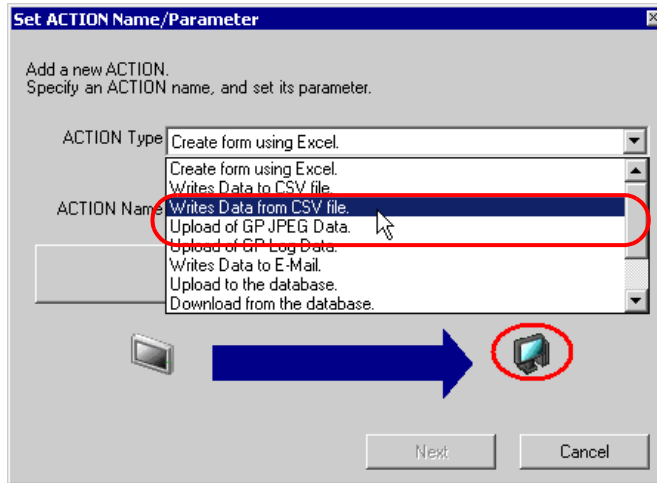 Set ACTION Name/Parameter
Add a new ACTION.
Specify an ACTION name, and set its parameter.
ACTION Type Create form using Excel.
Create form using Excel.
Writes Data to CSV file.
ACTION Name Writes Data from CSV file.
Upload of GP JPEG Data.
Upload of GP Log Data.
Writes Data to E-Mail.
Upload to the database.
Download from the database.
Next Cancel